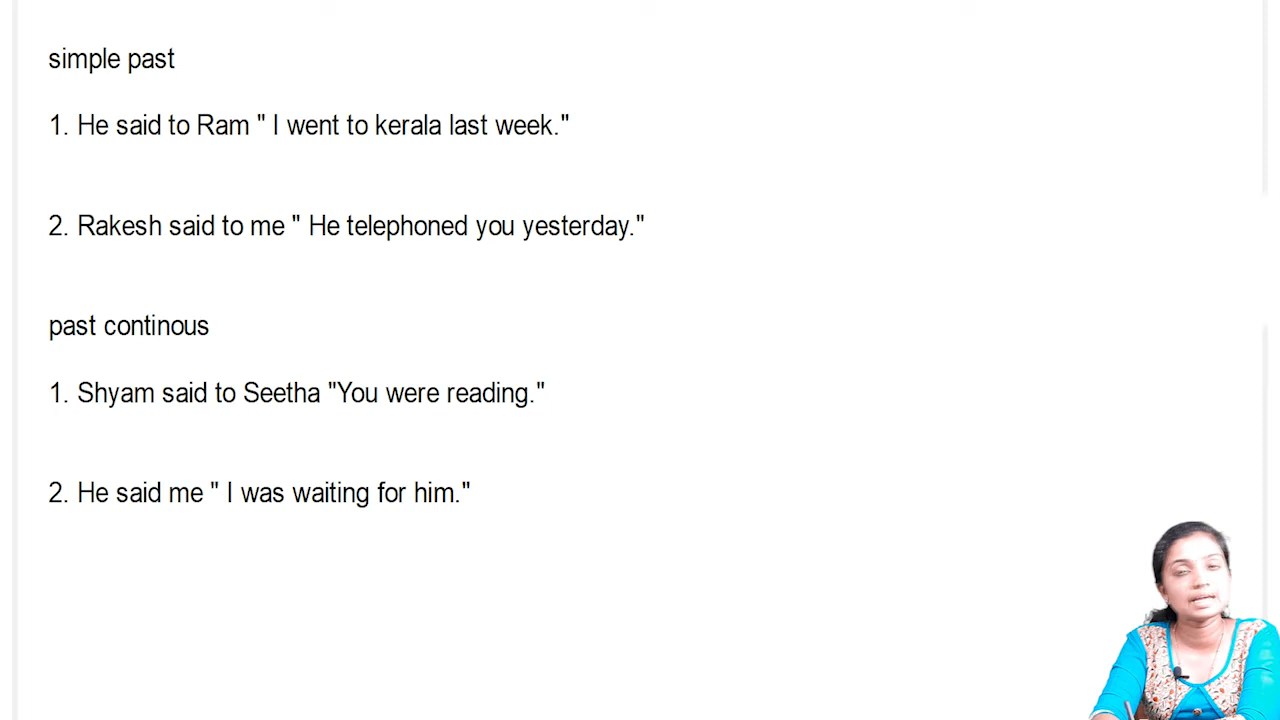 simple past
1. He said to Ram " I went to kerala last week."
2. Rakesh said to me " He telephoned you yesterday."
past continous
1. Shyam said to Seetha "You were reading."
2. He said me " I was waiting for him."